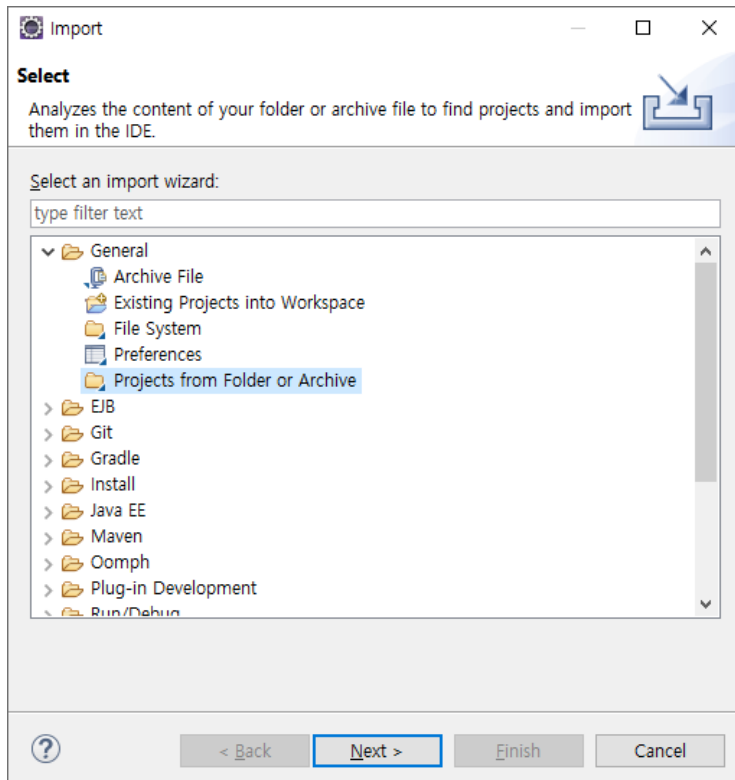 Import
Select
Analyzes the content of your folder or archive file to find projects and import
them in the IDE.
Select an import wizard:
type filter text
General
Archive File
Existing Projects into Workspace
File System
Preferences
Projects from Folder or Archive
EJB
Git
Gradle
Install
Java EE
Maven
Oomph
Plug-in Development
Run/Debug
< Back
Next >
Finish
Cancel